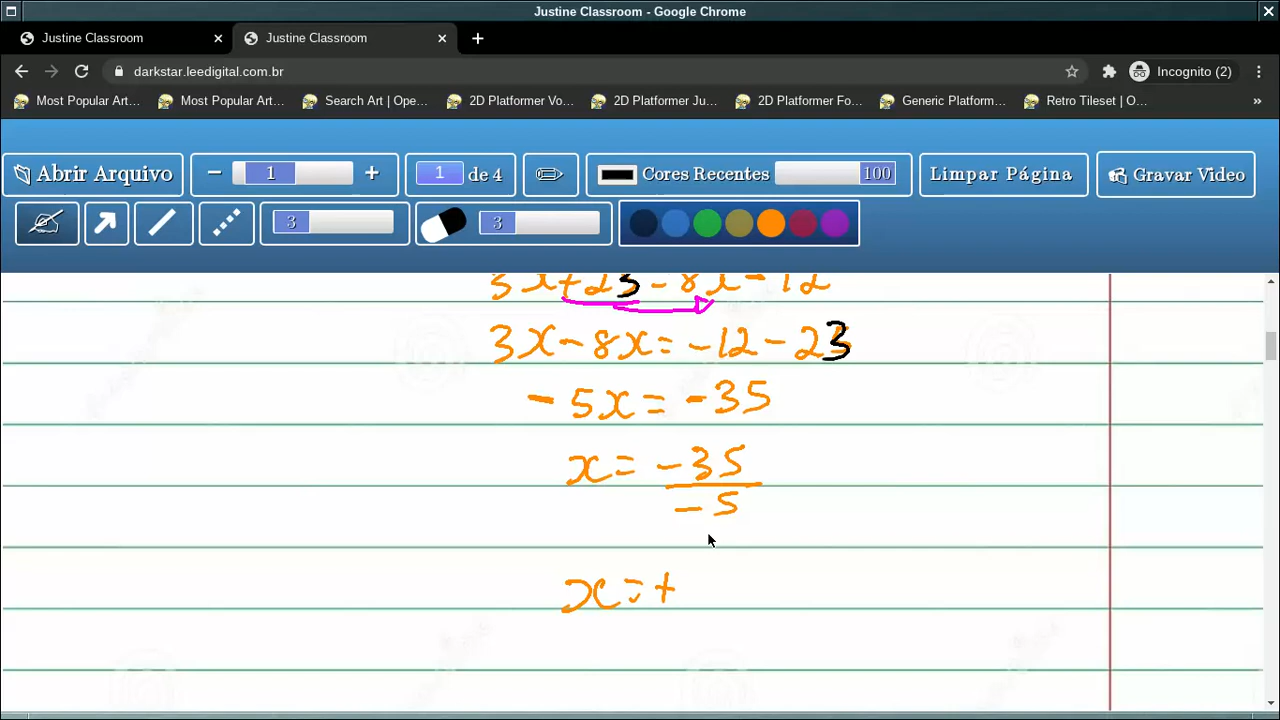 Justine Classroom - Google Chrome
Justine Classroom
Justine Classroom
darkstar.leedigital.com.br
Incognito (2)
Most Popular Art...
Most Popular Art...
Search Art | Ope...
2D Platformer Vo...
2D Platformer Ju...
2D Platformer Fo...
Generic Platform...
Retro Tileset | O...
Abrir Arquivo
− 1 +
1 de 4
Cores Recentes 100
Limpar Página
Gravar Video
3
3
3x+23 - 8x - 12
3x - 8x = -12 - 23
- 5x = -35
x = -35
-5
x = +